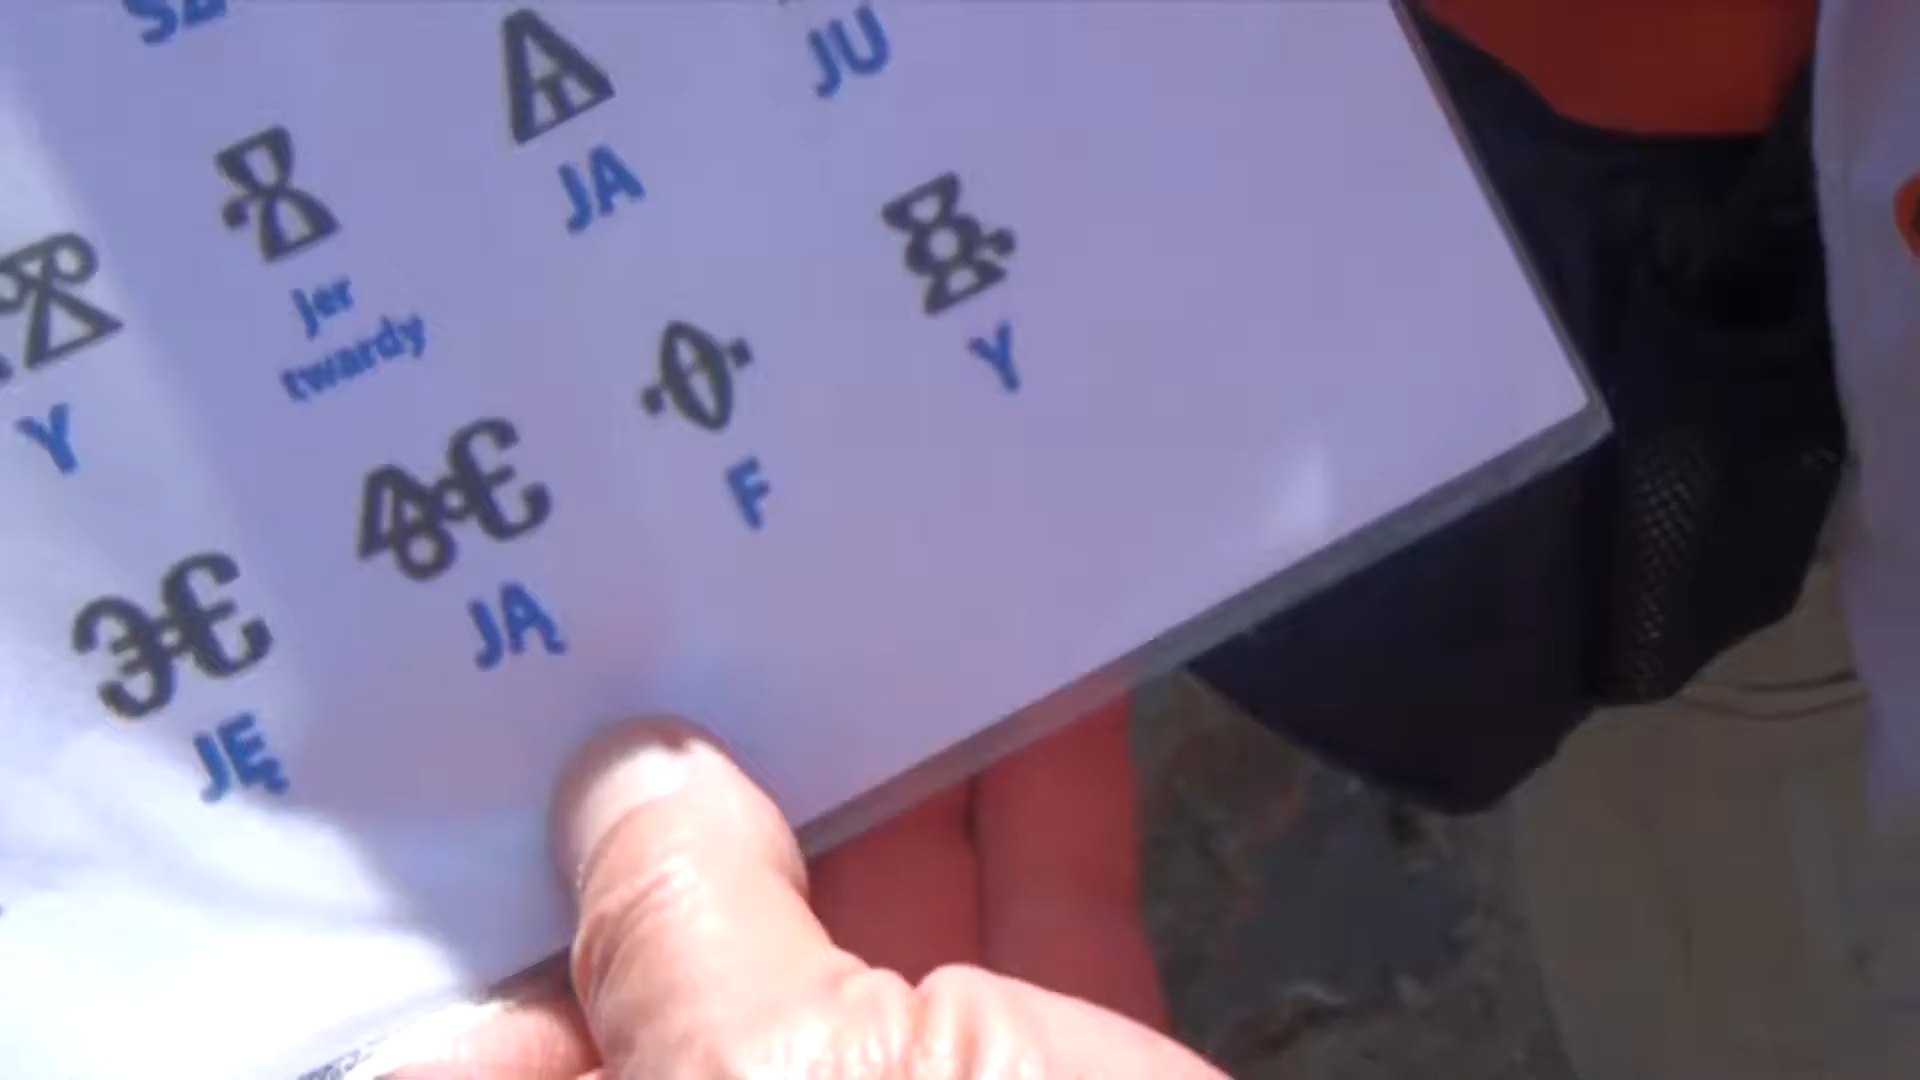 Ⱏ Ⱑ
Y Jer JA JU
twardy
Ⱗ Ⱙ Ⱚ Ⱛ
JĘ JĄ F Y